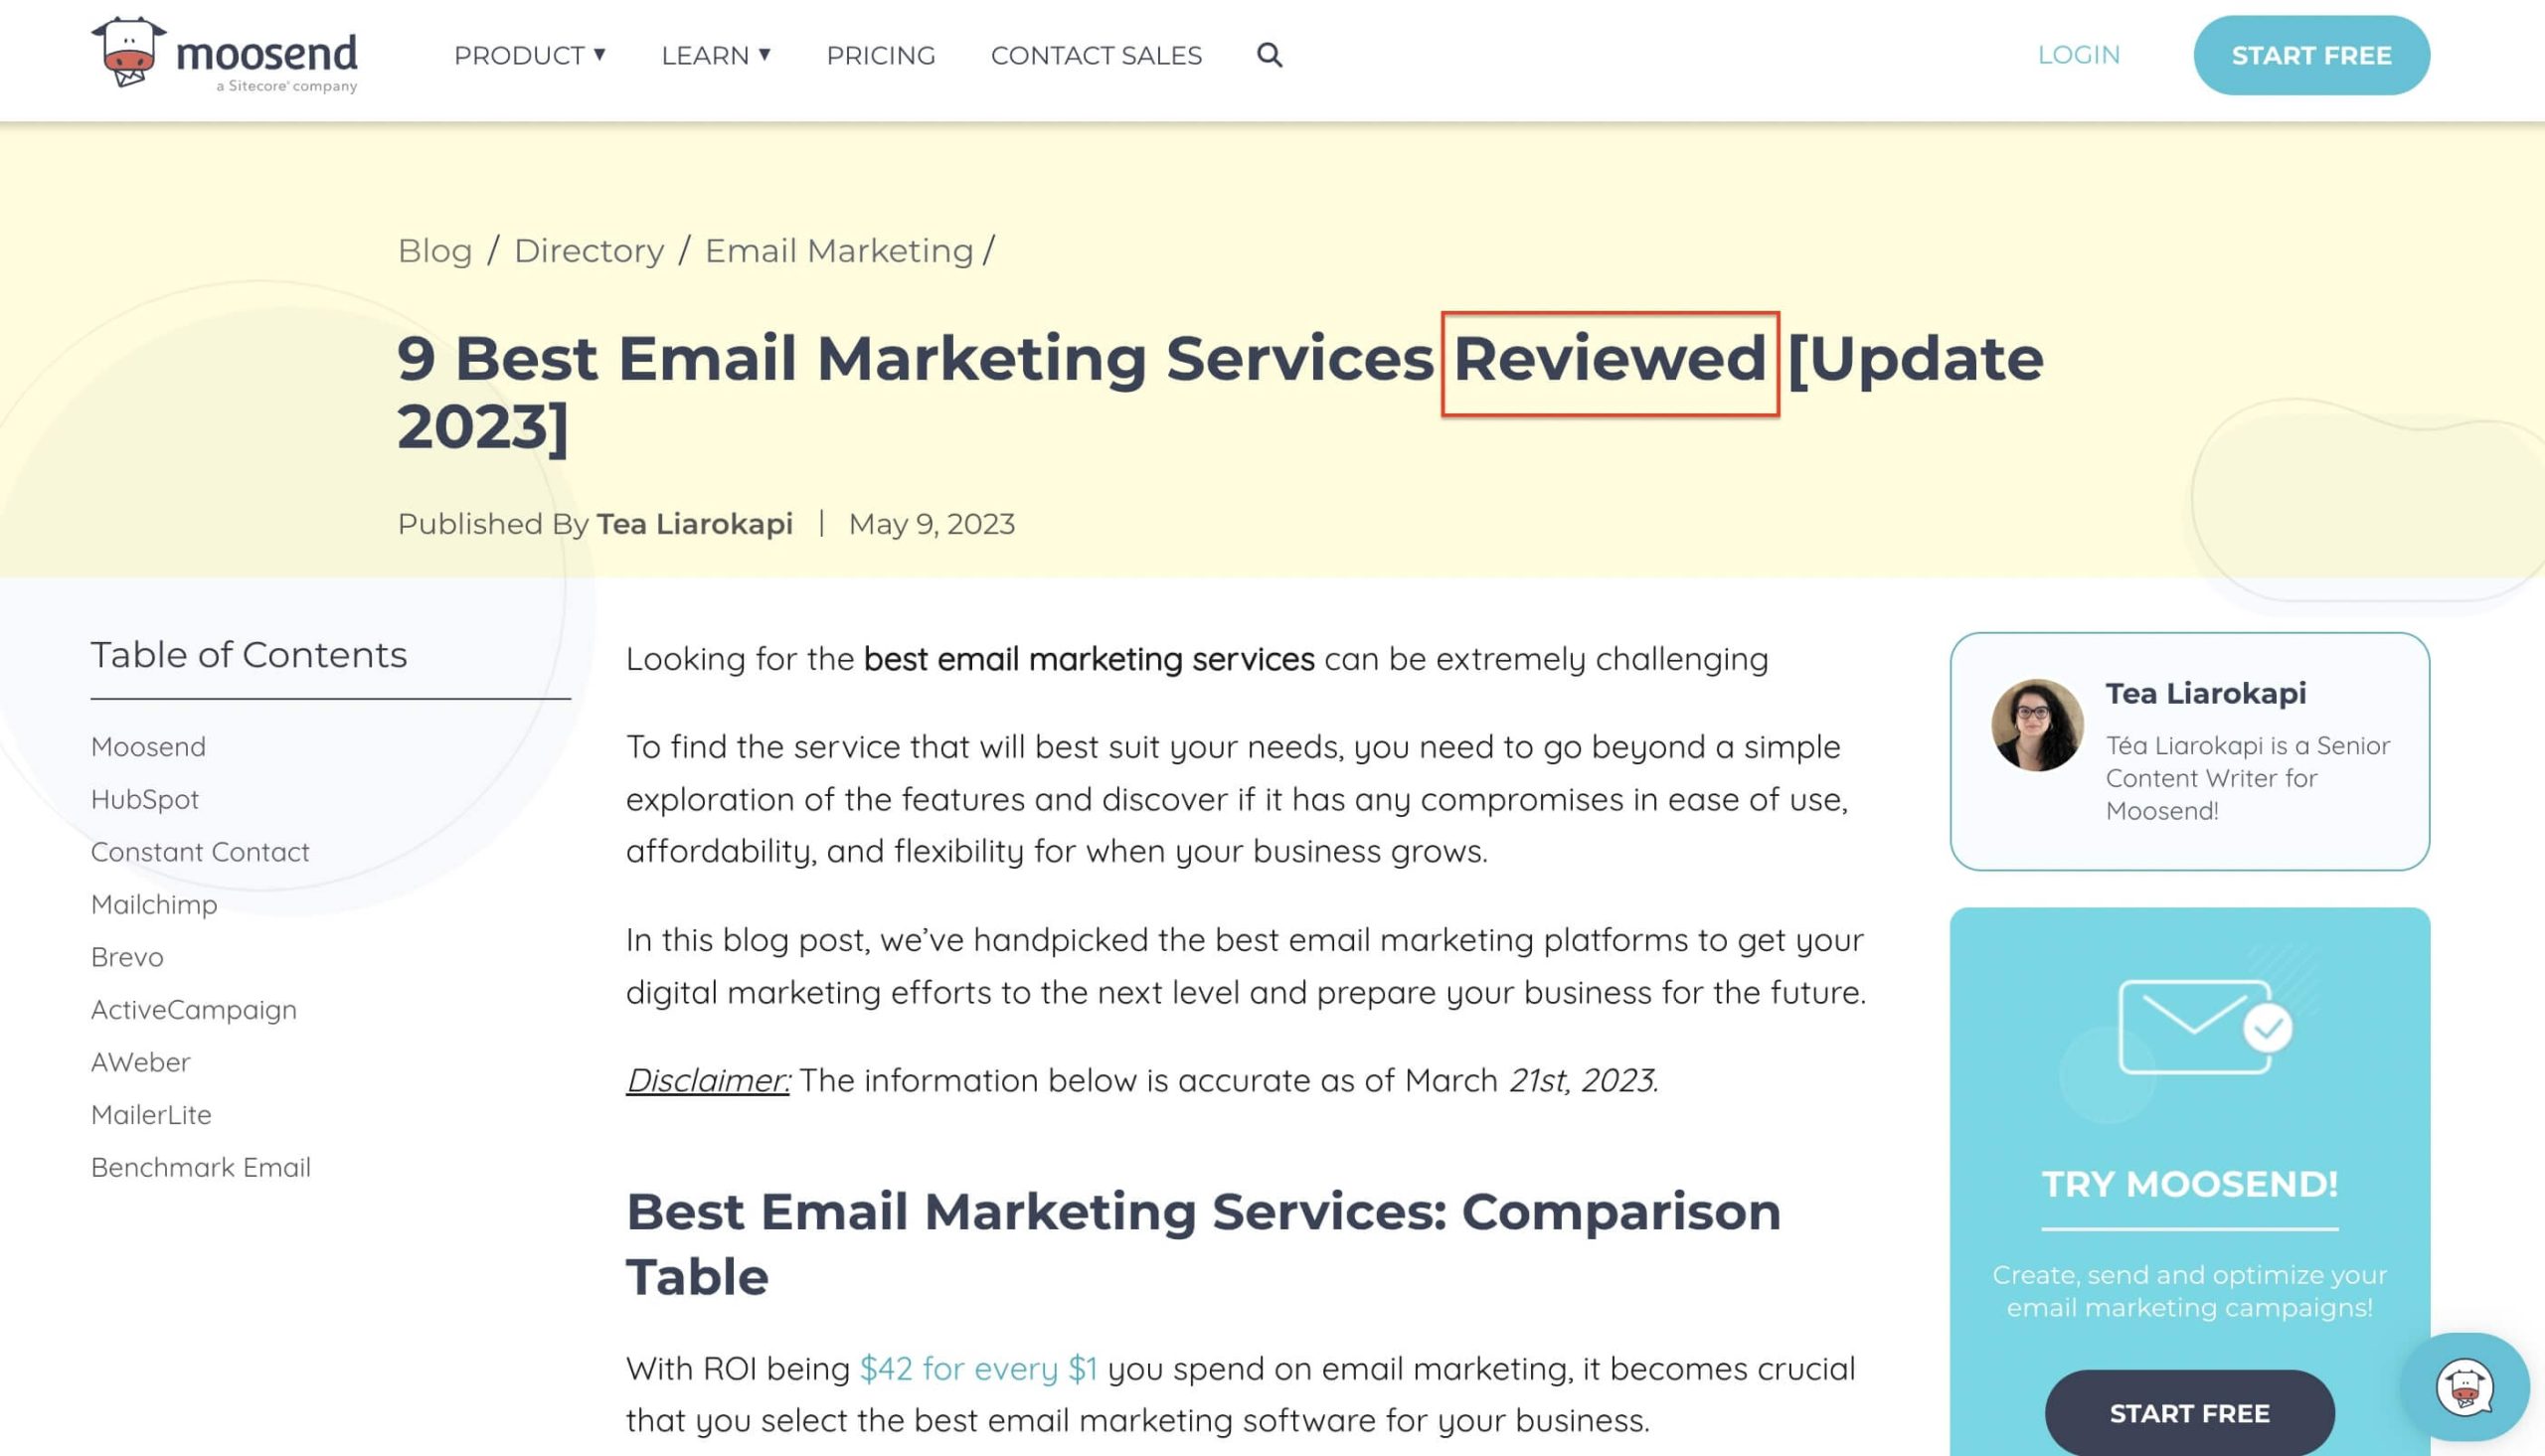 moosend
a Sitecore® company
PRODUCT ▼
LEARN ▼
PRICING
CONTACT SALES
LOGIN
START FREE
Blog / Directory / Email Marketing /
9 Best Email Marketing Services Reviewed [Update
2023]
Published By Tea Liarokapi | May 9, 2023
Table of Contents
Moosend
HubSpot
Constant Contact
Mailchimp
Brevo
ActiveCampaign
AWeber
MailerLite
Benchmark Email
Looking for the best email marketing services can be extremely challenging
To find the service that will best suit your needs, you need to go beyond a simple
exploration of the features and discover if it has any compromises in ease of use,
affordability, and flexibility for when your business grows.
In this blog post, we’ve handpicked the best email marketing platforms to get your
digital marketing efforts to the next level and prepare your business for the future.
Disclaimer: The information below is accurate as of March 21st, 2023.
Best Email Marketing Services: Comparison
Table
With ROI being $42 for every $1 you spend on email marketing, it becomes crucial
that you select the best email marketing software for your business.
Tea Liarokapi
Téa Liarokapi is a Senior
Content Writer for
Moosend!
TRY MOOSEND!
Create, send and optimize your
email marketing campaigns!
START FREE